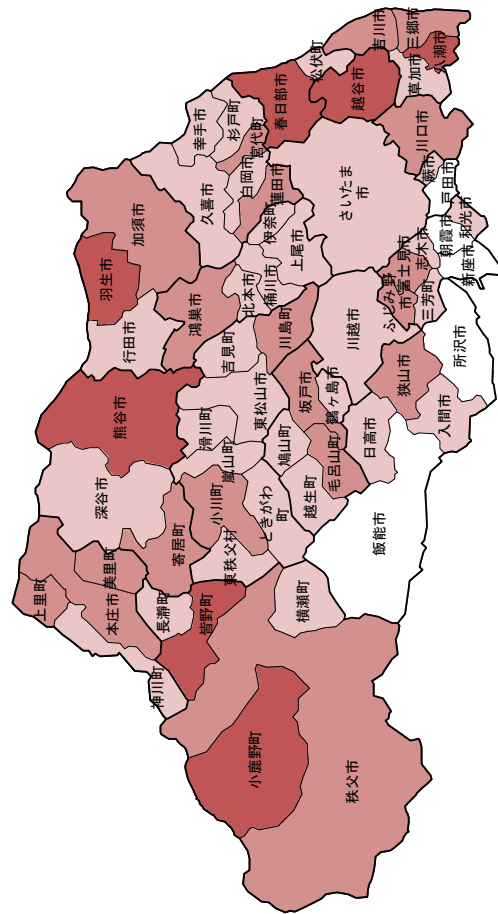 上里町
神川町
本庄市
美里町
長瀞町
皆野町
小鹿野町
秩父市
横瀬町
寄居町
深谷市
熊谷市
東秩父村
小川町
ときがわ
町
嵐山町
滑川町
東松山市
鳩山町
越生町
毛呂山町
飯能市
日高市
坂戸市
鶴ヶ島市
川島町
吉見町
行田市
羽生市
加須市
鴻巣市
北本市
桶川市
上尾市
伊奈町
久喜市
幸手市
杉戸町
宮代町
白岡市
蓮田市
春日部市
松伏町
越谷市
吉川市
三郷市
八潮市
草加市
川口市
さいたま
市
蕨市
戸田市
和光市
朝霞市
新座市
志木市
富士見市
ふじみ野
市
三芳町
川越市
狭山市
入間市
所沢市